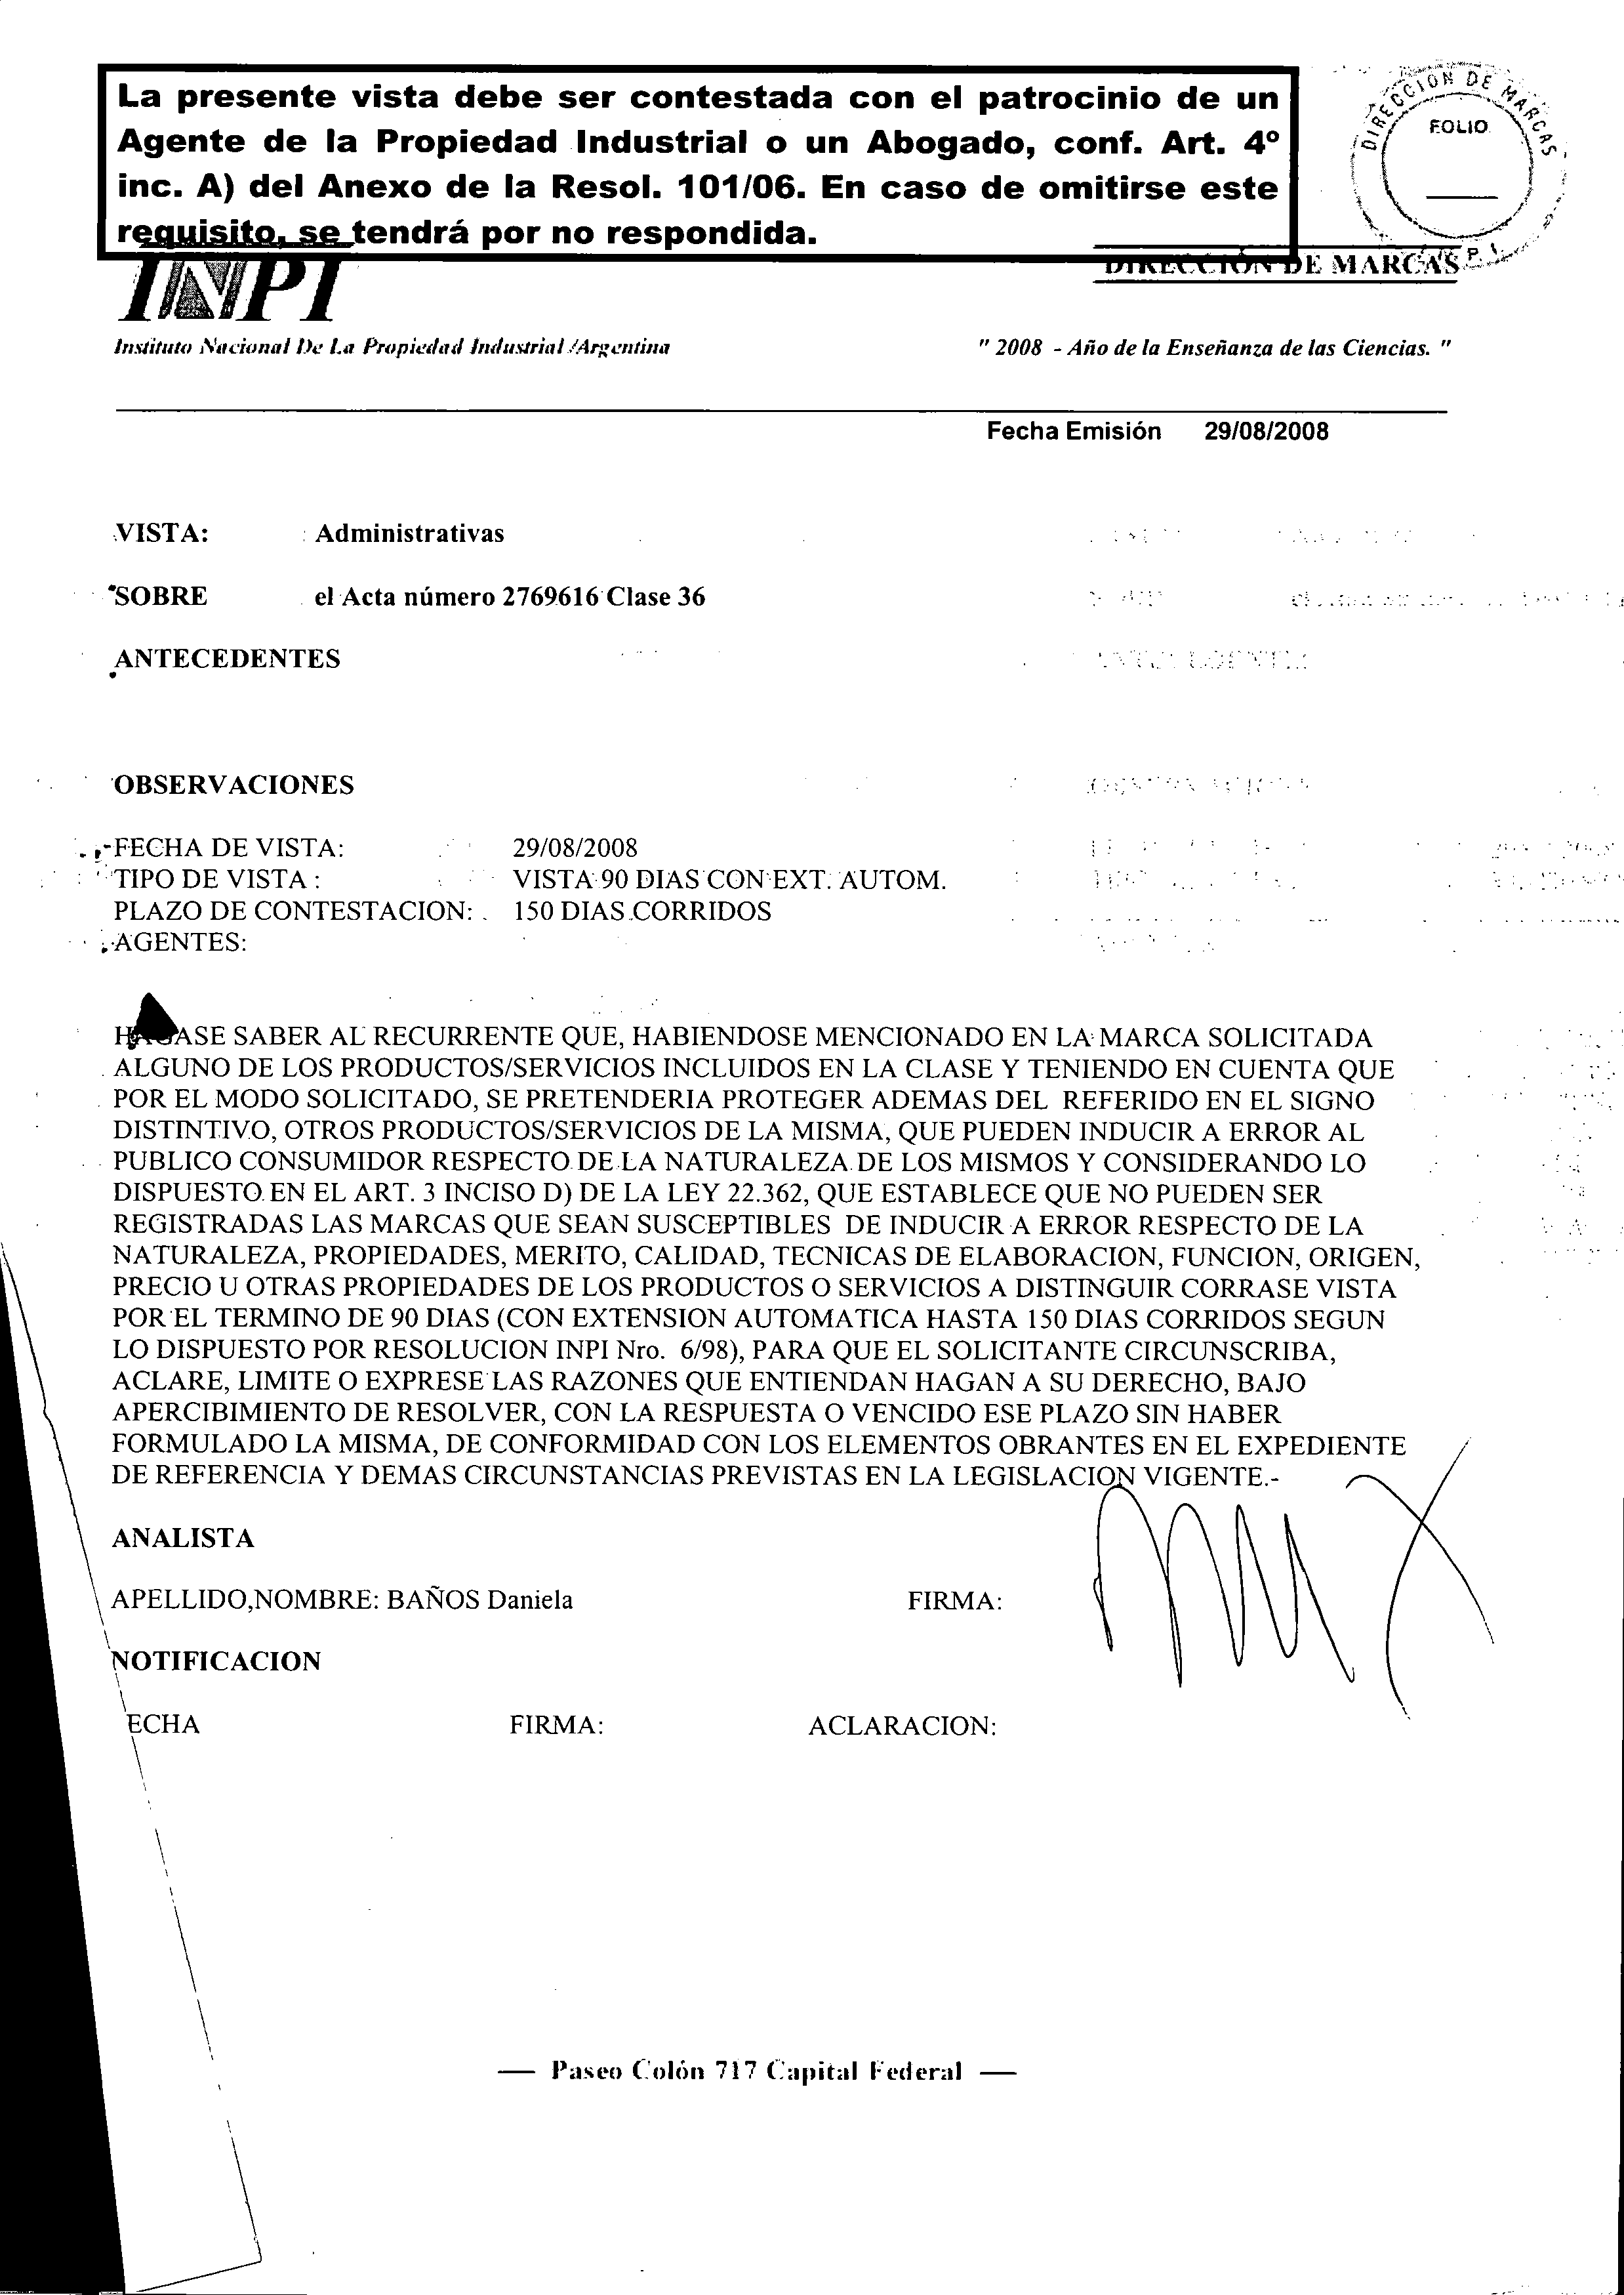 La presente vista debe ser contestada con el patrocinio de un
Agente de la Propiedad Industrial o un Abogado, conf. Art. 4º
inc. A) del Anexo de la Resol. 101/06. En caso de omitirse este
requisito, se tendrá por no respondida.
DIRECCION DE MARCAS
FOLIO
P. I.
INPI
DIRECCIÓN DE MARCAS
Instituto Nacional De La Propiedad Industrial /Argentina
" 2008 - Año de la Enseñanza de las Ciencias. "
Fecha Emisión 29/08/2008
VISTA: Administrativas
SOBRE el Acta número 2769616 Clase 36
ANTECEDENTES
OBSERVACIONES
FECHA DE VISTA: 29/08/2008
TIPO DE VISTA : VISTA 90 DIAS CON EXT. AUTOM.
PLAZO DE CONTESTACION: 150 DIAS CORRIDOS
AGENTES:
HAGASE SABER AL RECURRENTE QUE, HABIENDOSE MENCIONADO EN LA MARCA SOLICITADA
ALGUNO DE LOS PRODUCTOS/SERVICIOS INCLUIDOS EN LA CLASE Y TENIENDO EN CUENTA QUE
POR EL MODO SOLICITADO, SE PRETENDERIA PROTEGER ADEMAS DEL REFERIDO EN EL SIGNO
DISTINTIVO, OTROS PRODUCTOS/SERVICIOS DE LA MISMA, QUE PUEDEN INDUCIR A ERROR AL
PUBLICO CONSUMIDOR RESPECTO DE LA NATURALEZA DE LOS MISMOS Y CONSIDERANDO LO
DISPUESTO EN EL ART. 3 INCISO D) DE LA LEY 22.362, QUE ESTABLECE QUE NO PUEDEN SER
REGISTRADAS LAS MARCAS QUE SEAN SUSCEPTIBLES DE INDUCIR A ERROR RESPECTO DE LA
NATURALEZA, PROPIEDADES, MERITO, CALIDAD, TECNICAS DE ELABORACION, FUNCION, ORIGEN,
PRECIO U OTRAS PROPIEDADES DE LOS PRODUCTOS O SERVICIOS A DISTINGUIR CORRASE VISTA
POR EL TERMINO DE 90 DIAS (CON EXTENSION AUTOMATICA HASTA 150 DIAS CORRIDOS SEGUN
LO DISPUESTO POR RESOLUCION INPI Nro. 6/98), PARA QUE EL SOLICITANTE CIRCUNSCRIBA,
ACLARE, LIMITE O EXPRESE LAS RAZONES QUE ENTIENDAN HAGAN A SU DERECHO, BAJO
APERCIBIMIENTO DE RESOLVER, CON LA RESPUESTA O VENCIDO ESE PLAZO SIN HABER
FORMULADO LA MISMA, DE CONFORMIDAD CON LOS ELEMENTOS OBRANTES EN EL EXPEDIENTE
DE REFERENCIA Y DEMAS CIRCUNSTANCIAS PREVISTAS EN LA LEGISLACION VIGENTE.-
ANALISTA
APELLIDO,NOMBRE: BAÑOS Daniela FIRMA:
NOTIFICACION
ECHA FIRMA: ACLARACION:
— Paseo Colón 717 Capital Federal —